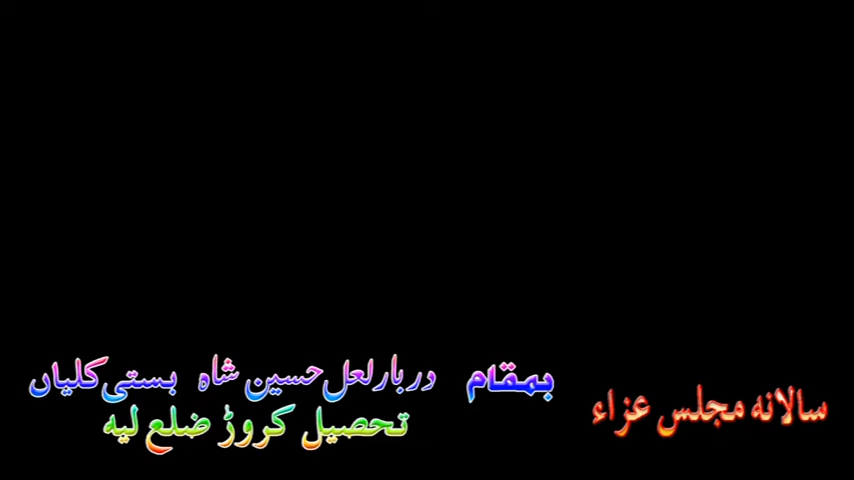 سالانہ مجلس عزاء
بمقام
دربار لعل حسین شاہ بستی کلیاں
تحصیل کروڑ ضلع لیہ